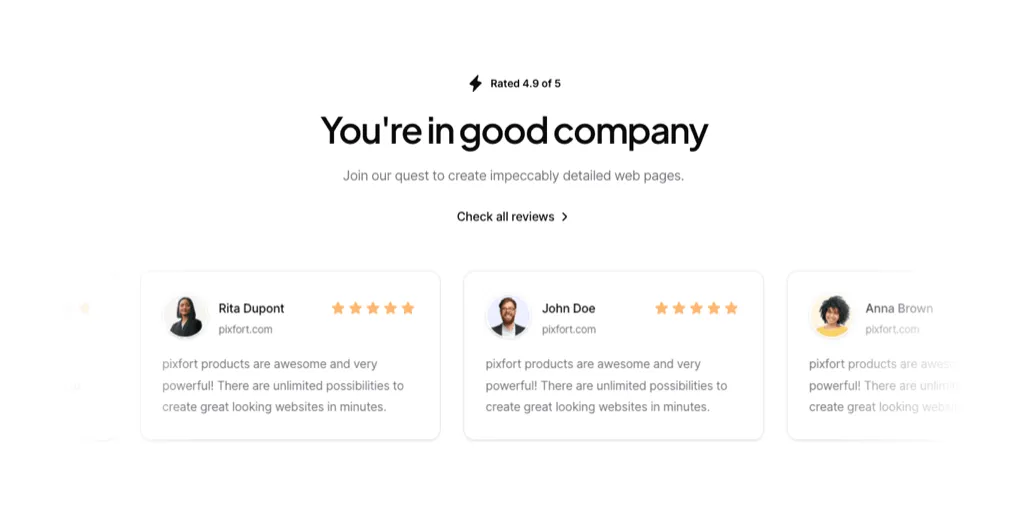 Rated 4.9 of 5
You're in good company
Join our quest to create impeccably detailed web pages.
Check all reviews
Rita Dupont
pixfort.com
pixfort products are awesome and very
powerful! There are unlimited possibilities to
create great looking websites in minutes.
John Doe
pixfort.com
pixfort products are awesome and very
powerful! There are unlimited possibilities to
create great looking websites in minutes.
Anna Brown
pixfort.com
pixfort products are
powerful! There are
create great looking